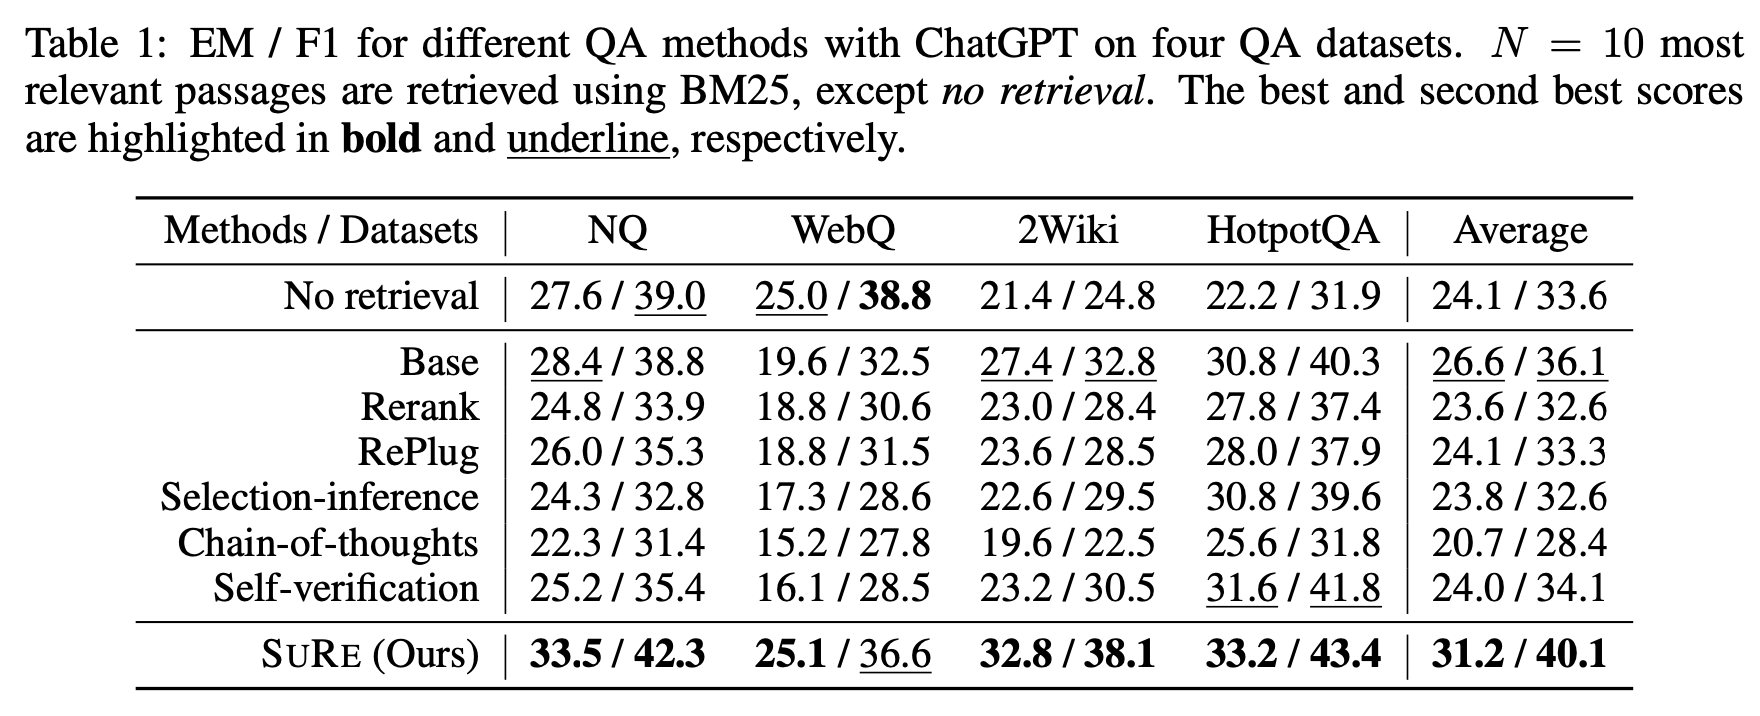 Table 1: EM / F1 for different QA methods with ChatGPT on four QA datasets. N = 10 most
relevant passages are retrieved using BM25, except no retrieval. The best and second best scores
are highlighted in bold and underline, respectively.
Methods / Datasets NQ WebQ 2Wiki HotpotQA Average
No retrieval 27.6 / 39.0 25.0 / 38.8 21.4 / 24.8 22.2 / 31.9 24.1 / 33.6
Base 28.4 / 38.8 19.6 / 32.5 27.4 / 32.8 30.8 / 40.3 26.6 / 36.1
Rerank 24.8 / 33.9 18.8 / 30.6 23.0 / 28.4 27.8 / 37.4 23.6 / 32.6
RePlug 26.0 / 35.3 18.8 / 31.5 23.6 / 28.5 28.0 / 37.9 24.1 / 33.3
Selection-inference 24.3 / 32.8 17.3 / 28.6 22.6 / 29.5 30.8 / 39.6 23.8 / 32.6
Chain-of-thoughts 22.3 / 31.4 15.2 / 27.8 19.6 / 22.5 25.6 / 31.8 20.7 / 28.4
Self-verification 25.2 / 35.4 16.1 / 28.5 23.2 / 30.5 31.6 / 41.8 24.0 / 34.1
SURE (Ours) 33.5 / 42.3 25.1 / 36.6 32.8 / 38.1 33.2 / 43.4 31.2 / 40.1